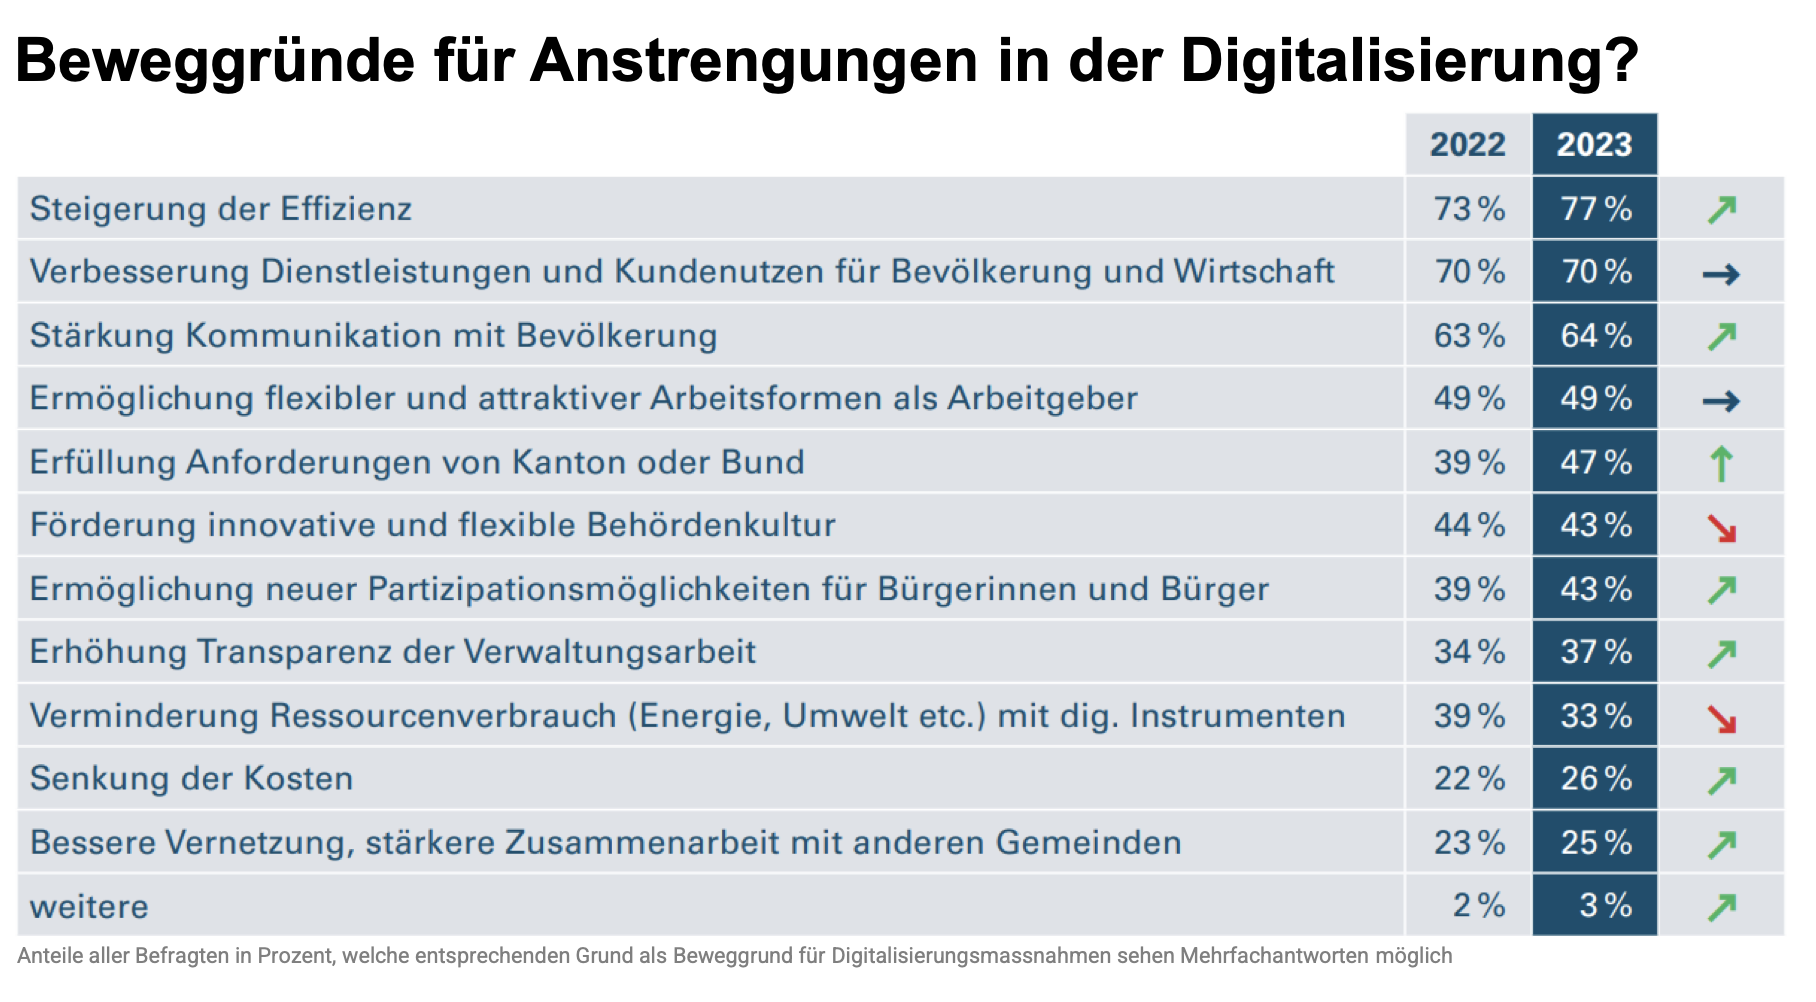 Beweggründe für Anstrengungen in der Digitalisierung?
2022 2023
Steigerung der Effizienz 73 % 77 % ↗
Verbesserung Dienstleistungen und Kundenutzen für Bevölkerung und Wirtschaft 70 % 70 % →
Stärkung Kommunikation mit Bevölkerung 63 % 64 % ↗
Ermöglichung flexibler und attraktiver Arbeitsformen als Arbeitgeber 49 % 49 % →
Erfüllung Anforderungen von Kanton oder Bund 39 % 47 % ↑
Förderung innovative und flexible Behördenkultur 44 % 43 % ↘
Ermöglichung neuer Partizipationsmöglichkeiten für Bürgerinnen und Bürger 39 % 43 % ↗
Erhöhung Transparenz der Verwaltungsarbeit 34 % 37 % ↗
Verminderung Ressourcenverbrauch (Energie, Umwelt etc.) mit dig. Instrumenten 39 % 33 % ↘
Senkung der Kosten 22 % 26 % ↗
Bessere Vernetzung, stärkere Zusammenarbeit mit anderen Gemeinden 23 % 25 % ↗
weitere 2 % 3 % ↗
Anteile aller Befragten in Prozent, welche entsprechenden Grund als Beweggrund für Digitalisierungsmassnahmen sehen Mehrfachantworten möglich